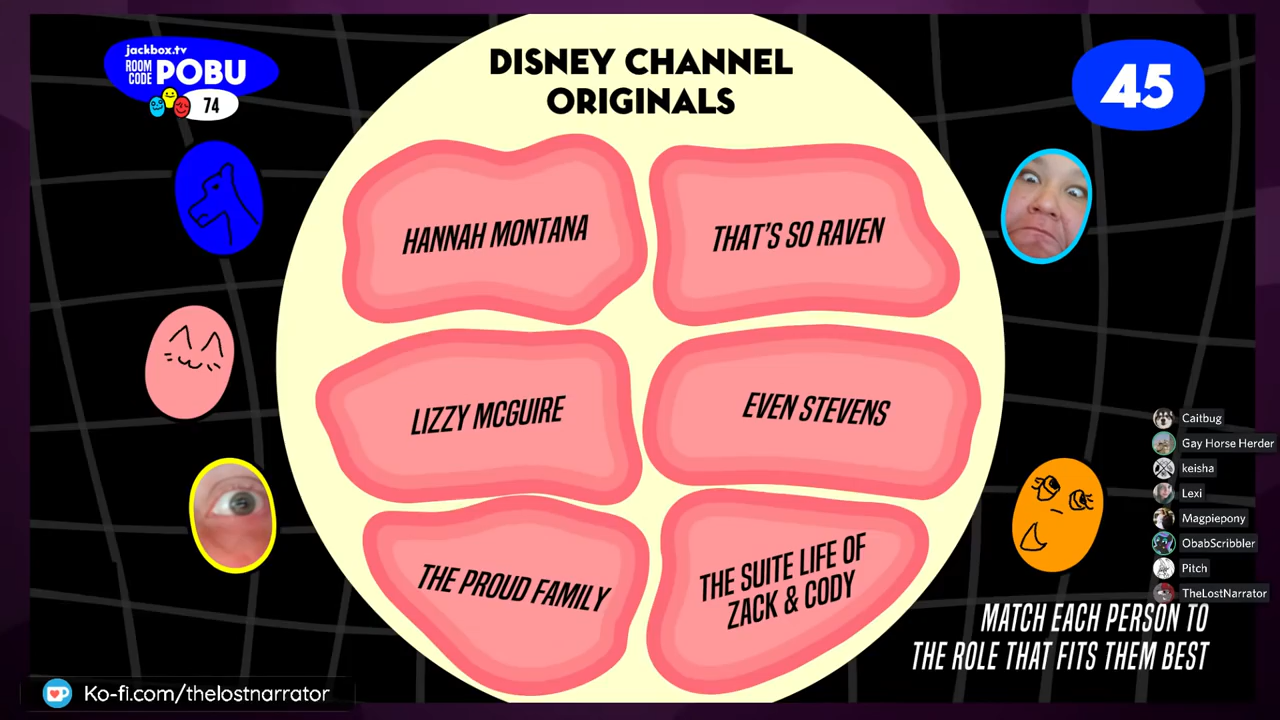 jackbox.tv
ROOM
CODE
POBU
74
DISNEY CHANNEL
ORIGINALS
45
HANNAH MONTANA
THAT'S SO RAVEN
LIZZY MCGUIRE
EVEN STEVENS
THE PROUD FAMILY
THE SUITE LIFE OF
ZACK & CODY
Caitbug
Gay Horse Herder
keisha
Lexi
Magpiepony
ObabScribbler
Pitch
TheLostNarrator
MATCH EACH PERSON TO
THE ROLE THAT FITS THEM BEST
Ko-fi.com/thelostnarrator